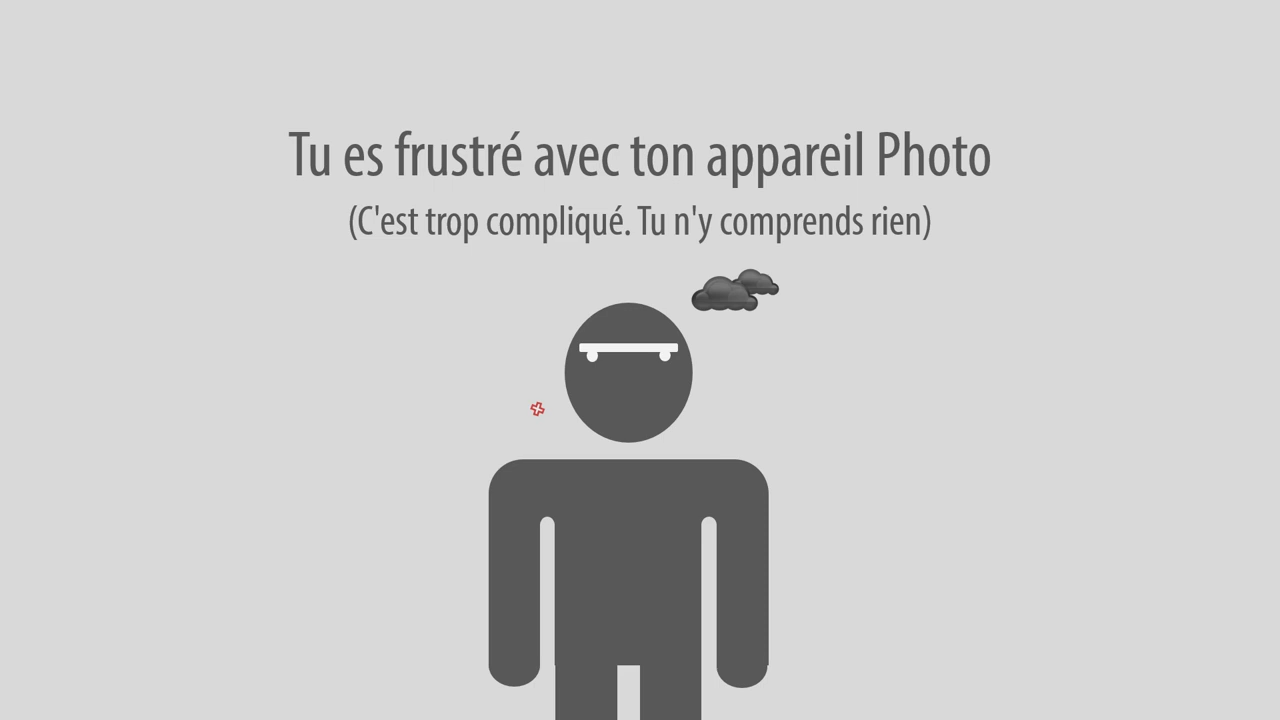 Tu es frustré avec ton appareil Photo
(C'est trop compliqué. Tu n'y comprends rien)